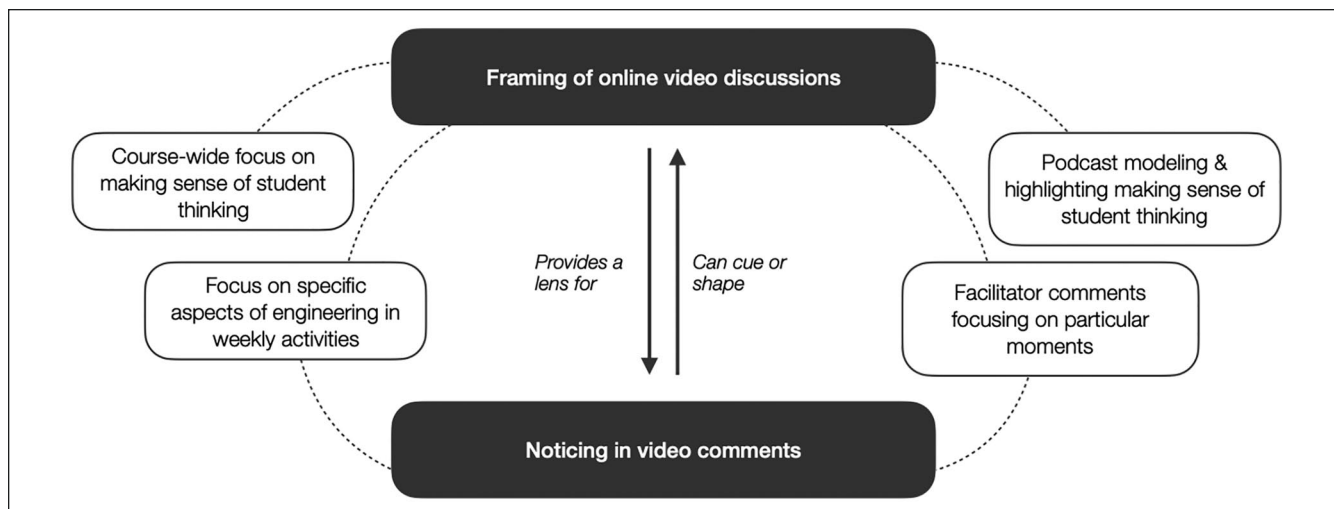 Framing of online video discussions
Course-wide focus on
making sense of student
thinking
Podcast modeling &
highlighting making sense of
student thinking
Provides a
lens for
Can cue or
shape
Focus on specific
aspects of engineering in
weekly activities
Facilitator comments
focusing on particular
moments
Noticing in video comments